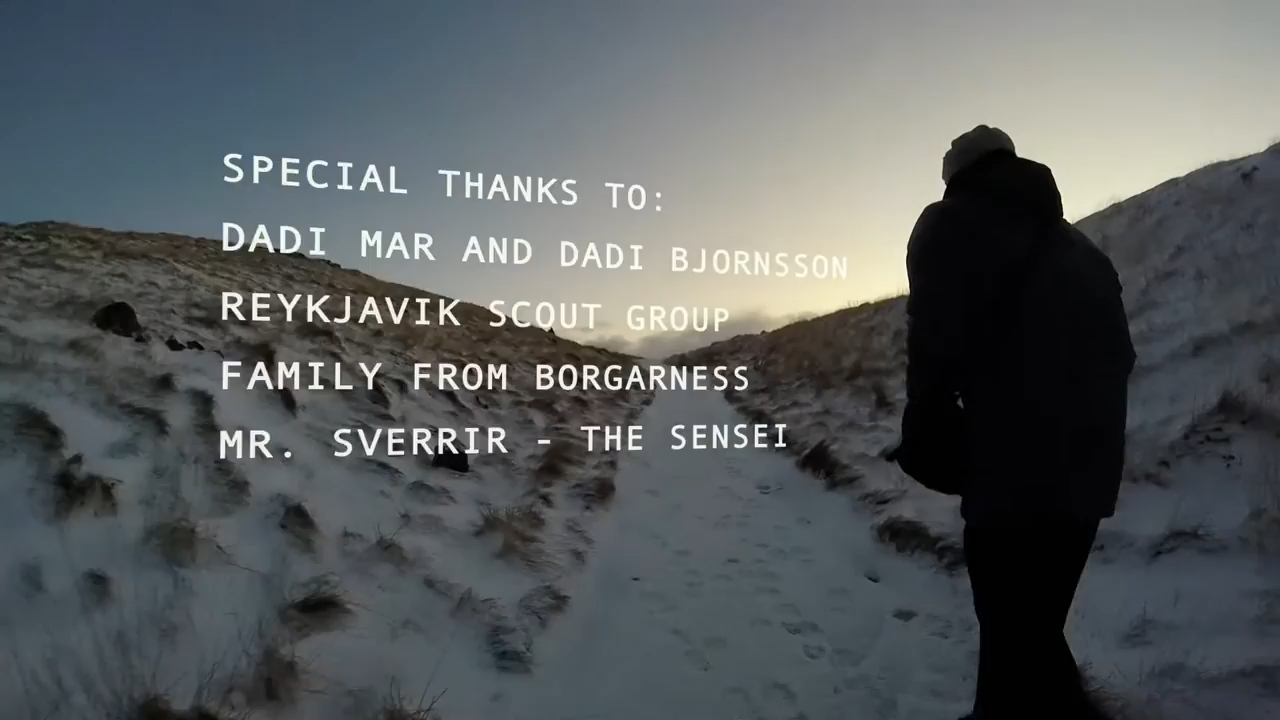 SPECIAL THANKS TO:
DADI MAR AND DADI BJORNSSON
REYKJAVIK SCOUT GROUP
FAMILY FROM BORGARNESS
MR. SVERRIR - THE SENSEI